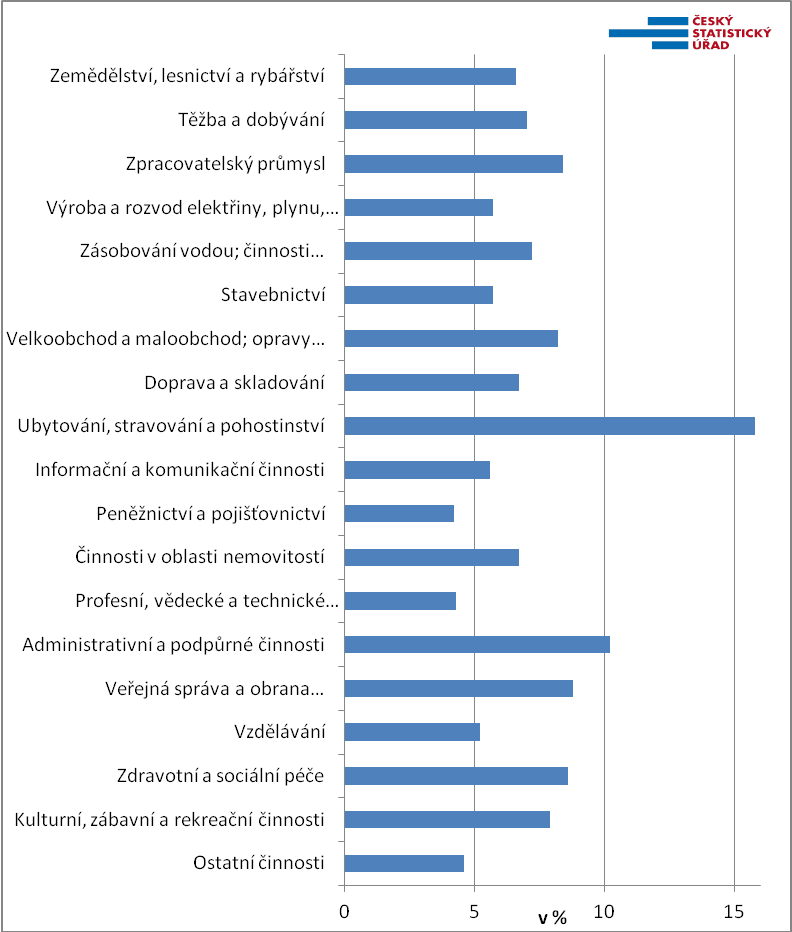 ČESKÝ
STATISTICKÝ
ÚŘAD
Zemědělství, lesnictví a rybářství
Těžba a dobývání
Zpracovatelský průmysl
Výroba a rozvod elektřiny, plynu,...
Zásobování vodou; činnosti...
Stavebnictví
Velkoobchod a maloobchod; opravy...
Doprava a skladování
Ubytování, stravování a pohostinství
Informační a komunikační činnosti
Peněžnictví a pojišťovnictví
Činnosti v oblasti nemovitostí
Profesní, vědecké a technické...
Administrativní a podpůrné činnosti
Veřejná správa a obrana...
Vzdělávání
Zdravotní a sociální péče
Kulturní, zábavní a rekreační činnosti
Ostatní činnosti
0 5 10 15
v %